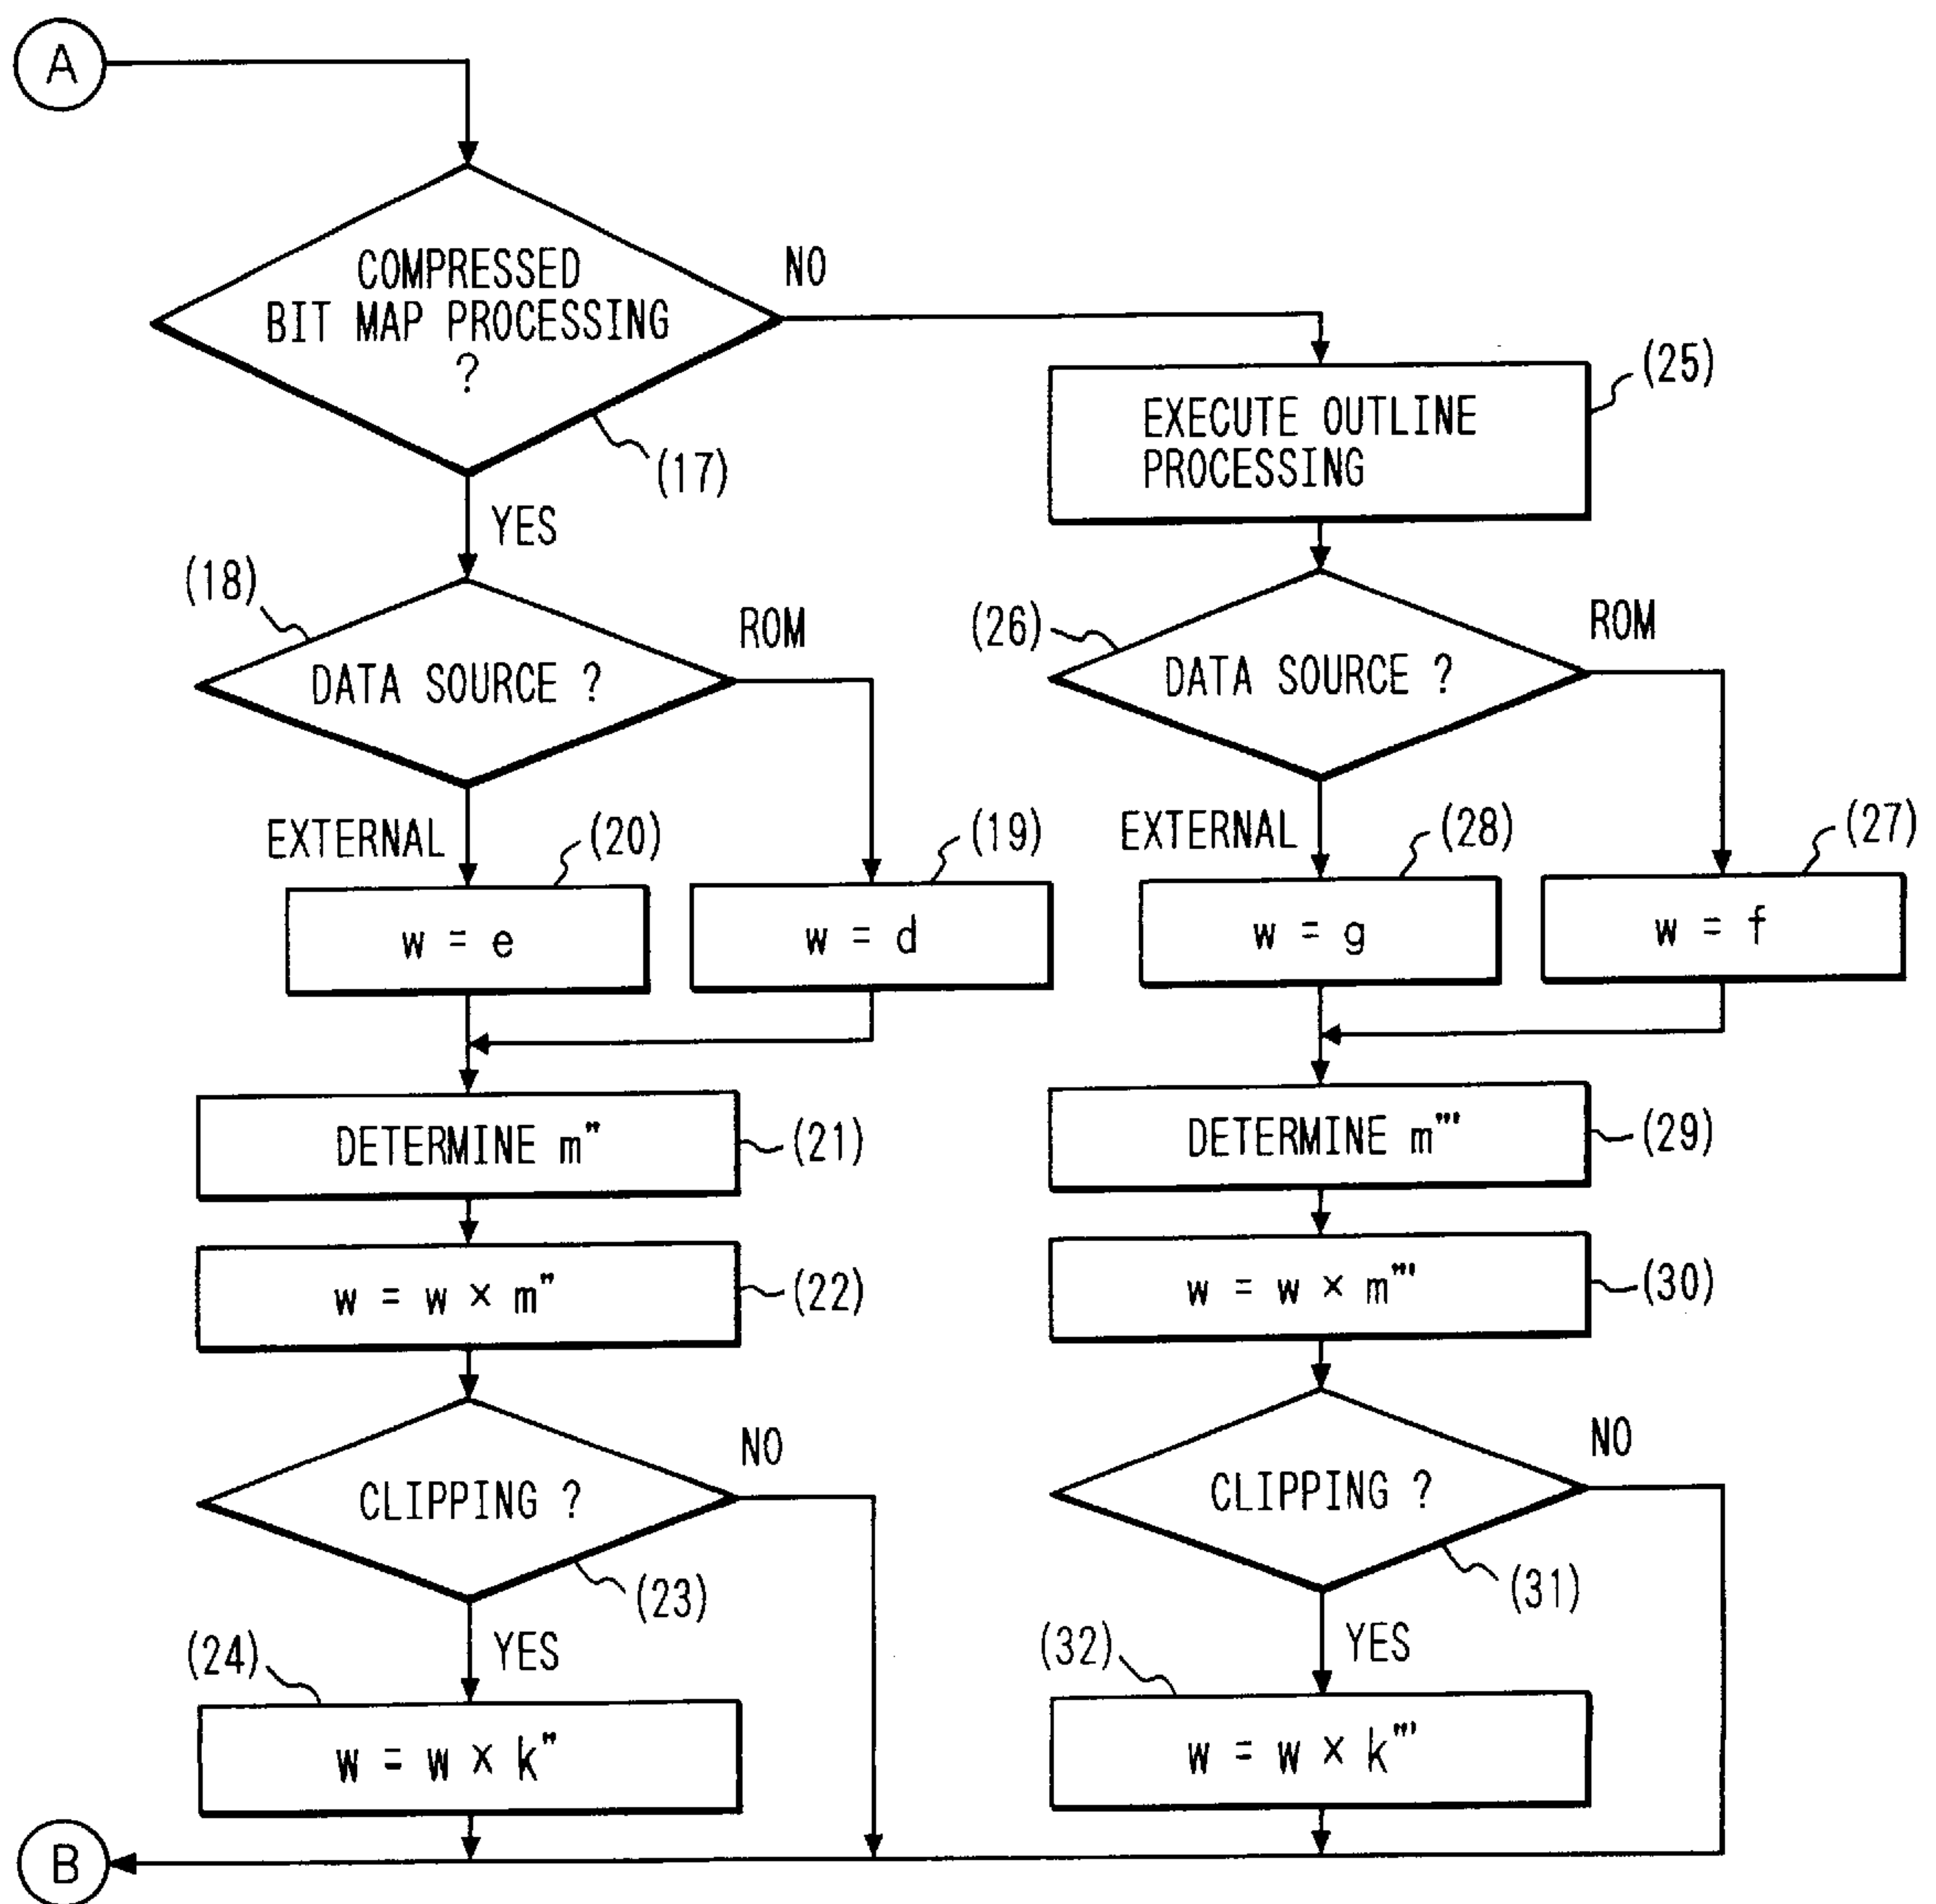 A
COMPRESSED
BIT MAP PROCESSING
?
NO
(17)
YES
(18)
DATA SOURCE ?
ROM
EXTERNAL
(20)
w = e
(19)
w = d
DETERMINE m"
(21)
w = w × m"
(22)
CLIPPING ?
NO
(23)
YES
(24)
w = w × k"
(25)
EXECUTE OUTLINE
PROCESSING
(26)
DATA SOURCE ?
ROM
EXTERNAL
(28)
w = g
(27)
w = f
DETERMINE m"'
(29)
w = w × m"'
(30)
CLIPPING ?
NO
(31)
YES
(32)
w = w × k"'
B